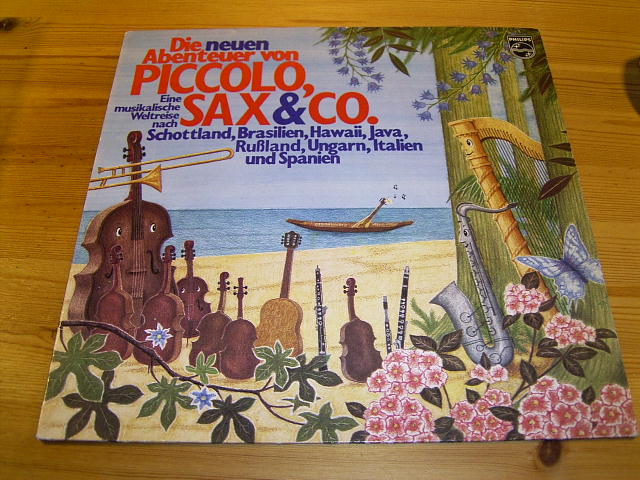 Die neuen
Abenteuer von
PICCOLO,
SAX & CO.
Eine
musikalische
Weltreise
nach
Schottland, Brasilien, Hawaii, Java,
Rußland, Ungarn, Italien
und Spanien
PHILIPS